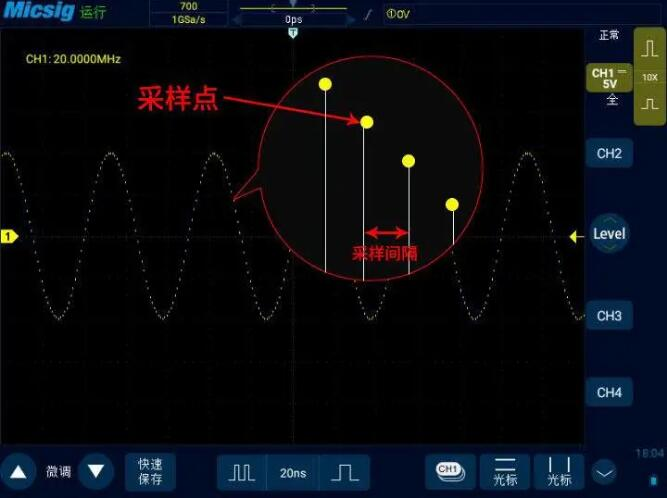 Micsig 运行
700
1GSa/s
0ps
T
①0V
正常
CH1: 20.0000MHz
CH1
5V
全
10X
采样点
CH2
1
Level
采样间隔
CH3
CH4
18:04
微调
快速
保存
20ns
CH1
光标
光标